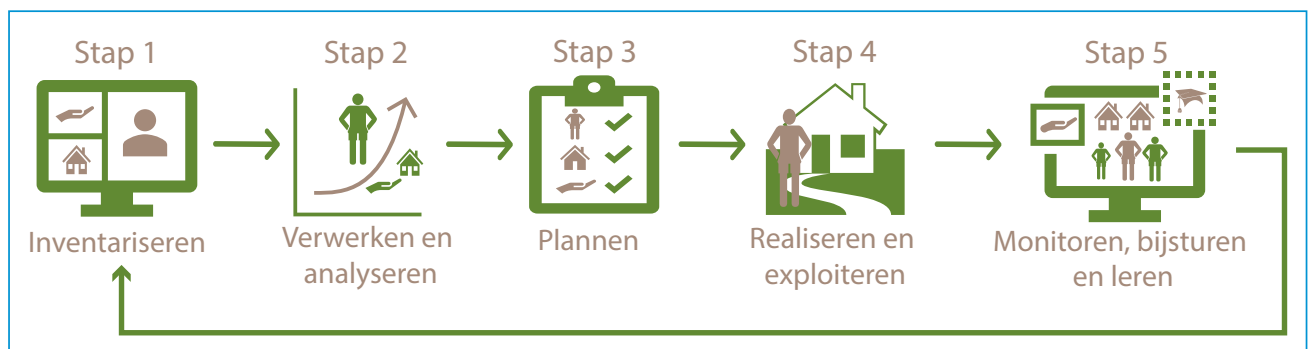 Stap 1
Stap 2
Stap 3
Stap 4
Stap 5
Inventariseren
Verwerken en
analyseren
Plannen
Realiseren en
exploiteren
Monitoren, bijsturen
en leren